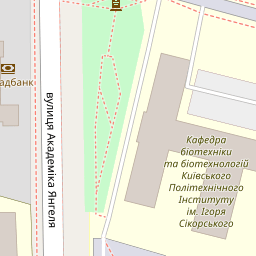 адбанк
вулиця Академіка Янгеля
Кафедра
біотехніки
та біотехнологій
Київського
Політехнічного
Інституту
ім. Ігоря
Сікорського